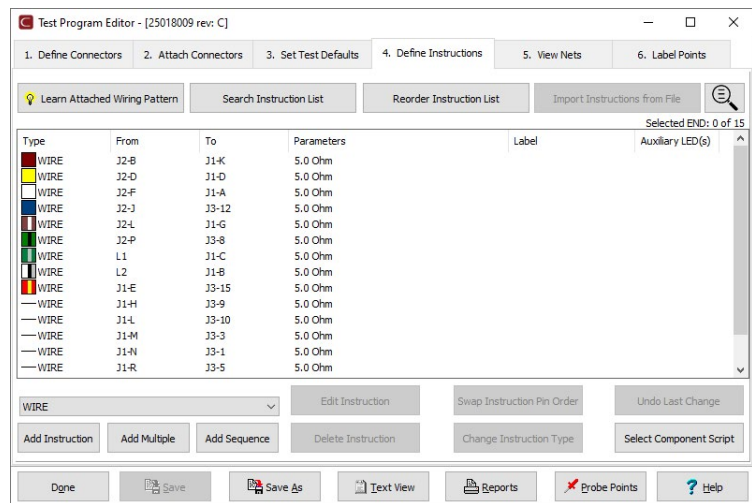 Test Program Editor - [25018009 rev: C]
1. Define Connectors 2. Attach Connectors 3. Set Test Defaults 4. Define Instructions 5. View Nets 6. Label Points
Learn Attached Wiring Pattern Search Instruction List Reorder Instruction List Import Instructions from File
Selected END: 0 of 15
Type From To Parameters Label Auxiliary LED(s)
WIRE J2-B J1-K 5.0 Ohm
WIRE J2-D J1-D 5.0 Ohm
WIRE J2-F J1-A 5.0 Ohm
WIRE J2-J J3-12 5.0 Ohm
WIRE J2-L J1-G 5.0 Ohm
WIRE J2-P J3-8 5.0 Ohm
WIRE L1 J1-C 5.0 Ohm
WIRE L2 J1-B 5.0 Ohm
WIRE J1-E J3-15 5.0 Ohm
WIRE J1-H J3-9 5.0 Ohm
WIRE J1-L J3-10 5.0 Ohm
WIRE J1-M J3-3 5.0 Ohm
WIRE J1-N J3-1 5.0 Ohm
WIRE J1-R J3-5 5.0 Ohm
WIRE Edit Instruction Swap Instruction Pin Order Undo Last Change
Add Instruction Add Multiple Add Sequence Delete Instruction Change Instruction Type Select Component Script
Done Save Save As Text View Reports Probe Points Help